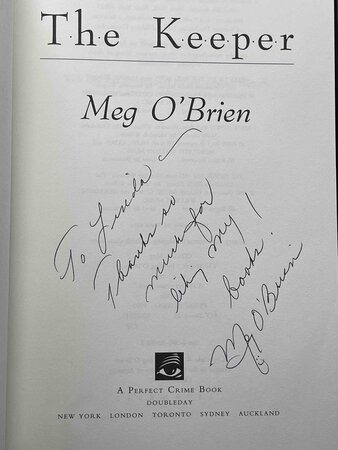 The Keeper
Meg O'Brien
To Linda —
Thanks so
much for
liking my
books!
Meg O'Brien
A PERFECT CRIME BOOK
DOUBLEDAY
NEW YORK LONDON TORONTO SYDNEY AUCKLAND